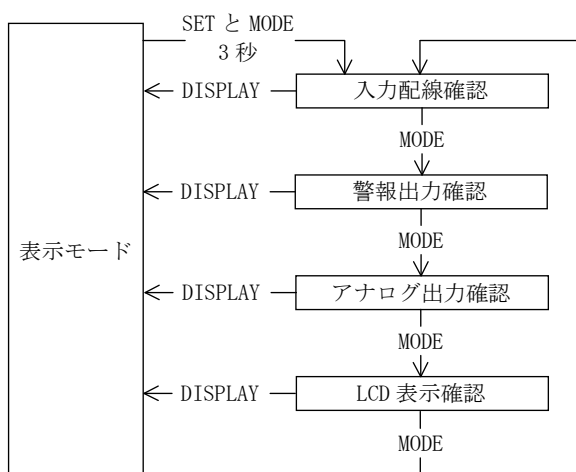 SET と MODE
3 秒
DISPLAY
入力配線確認
MODE
DISPLAY
警報出力確認
MODE
表示モード
DISPLAY
アナログ出力確認
MODE
DISPLAY
LCD 表示確認
MODE